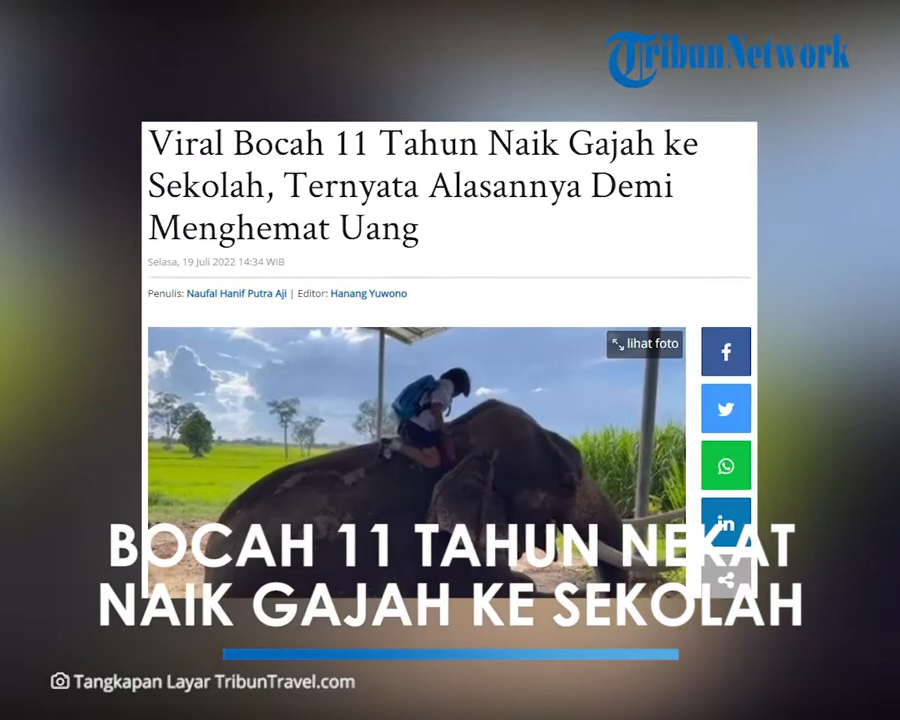 TribunNetwork
Viral Bocah 11 Tahun Naik Gajah ke
Sekolah, Ternyata Alasannya Demi
Menghemat Uang
Selasa, 19 Juli 2022 14:34 WIB
Penulis: Naufal Hanif Putra Aji | Editor: Hanang Yuwono
lihat foto
BOCAH 11 TAHUN NEKAT
NAIK GAJAH KE SEKOLAH
Tangkapan Layar TribunTravel.com